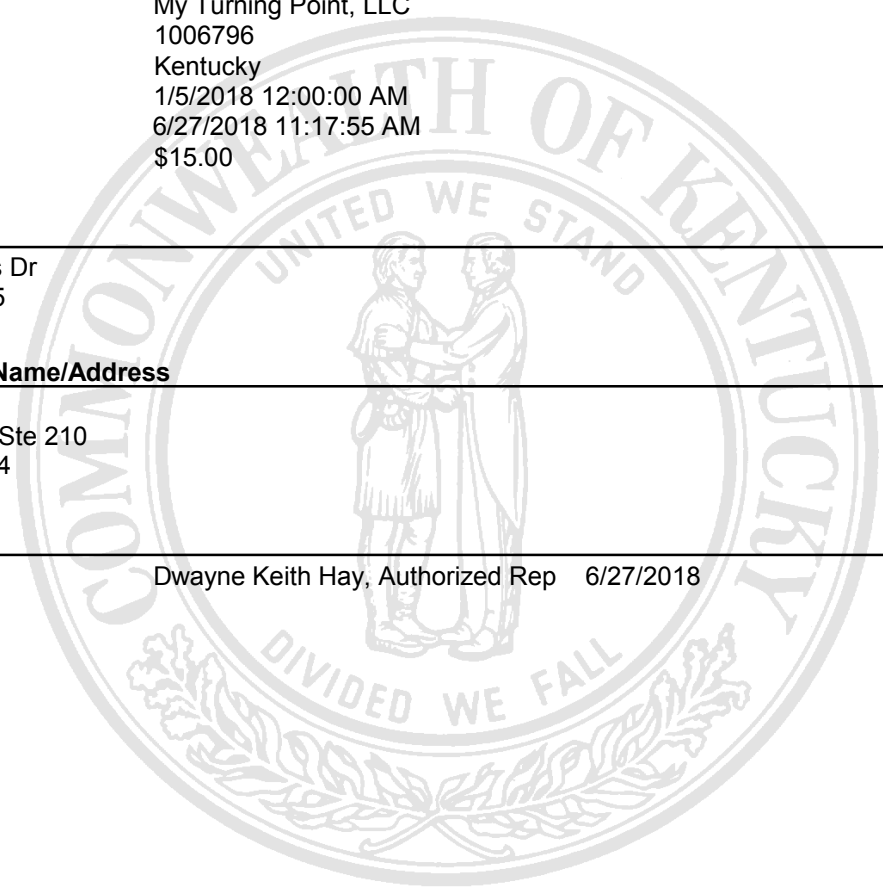 My Turning Point, LLC
1006796
Kentucky
1/5/2018 12:00:00 AM
6/27/2018 11:17:55 AM
$15.00
COMMONWEALTH OF KENTUCKY
UNITED WE STAND
s Dr
5
Name/Address
Ste 210
4
Dwayne Keith Hay, Authorized Rep 6/27/2018
DIVIDED WE FALL